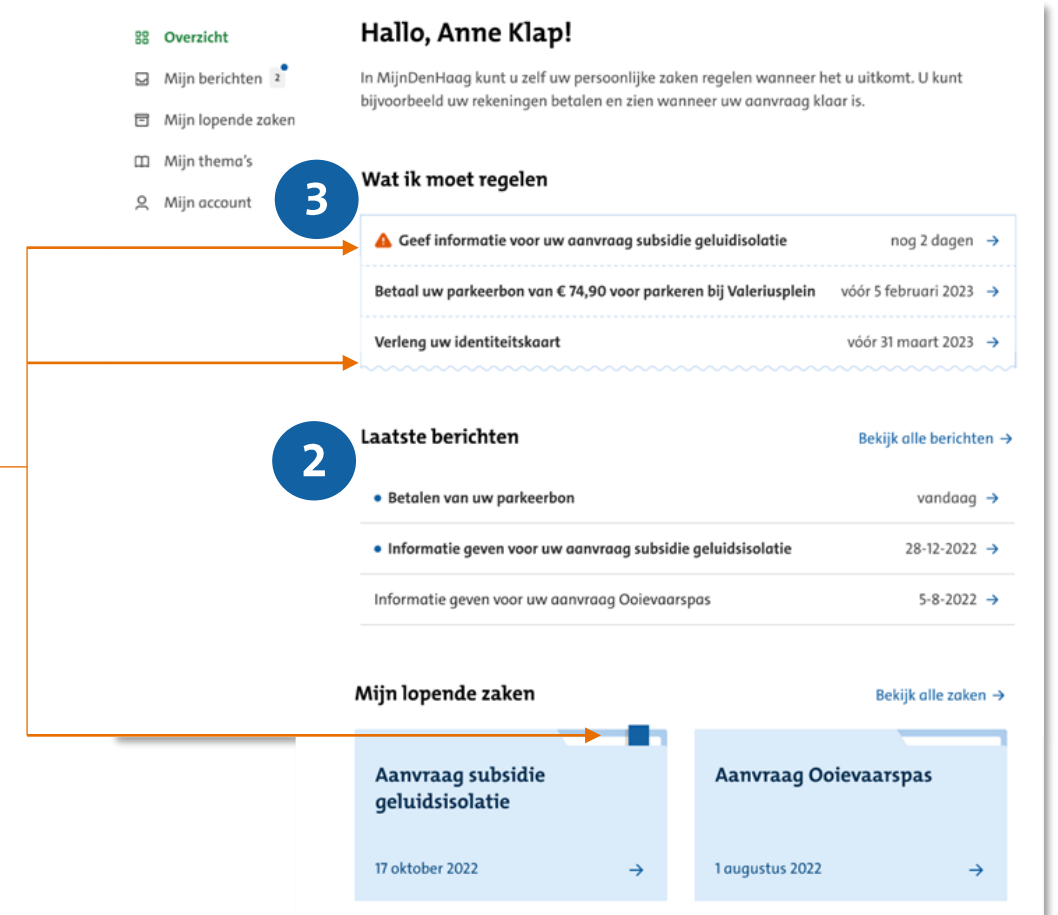 Overzicht
Mijn berichten 2
Mijn lopende zaken
Mijn thema's
Mijn account
Hallo, Anne Klap!
In MijnDenHaag kunt u zelf uw persoonlijke zaken regelen wanneer het u uitkomt. U kunt
bijvoorbeeld uw rekeningen betalen en zien wanneer uw aanvraag klaar is.
3
Wat ik moet regelen
Geef informatie voor uw aanvraag subsidie geluidisolatie nog 2 dagen →
Betaal uw parkeerbon van € 74,90 voor parkeren bij Valeriusplein vóór 5 februari 2023 →
Verleng uw identiteitskaart vóór 31 maart 2023 →
2
Laatste berichten Bekijk alle berichten →
• Betalen van uw parkeerbon vandaag →
• Informatie geven voor uw aanvraag subsidie geluidsisolatie 28-12-2022 →
Informatie geven voor uw aanvraag Ooievaarspas 5-8-2022 →
Mijn lopende zaken Bekijk alle zaken →
Aanvraag subsidie
geluidsisolatie
17 oktober 2022 →
Aanvraag Ooievaarspas
1 augustus 2022 →